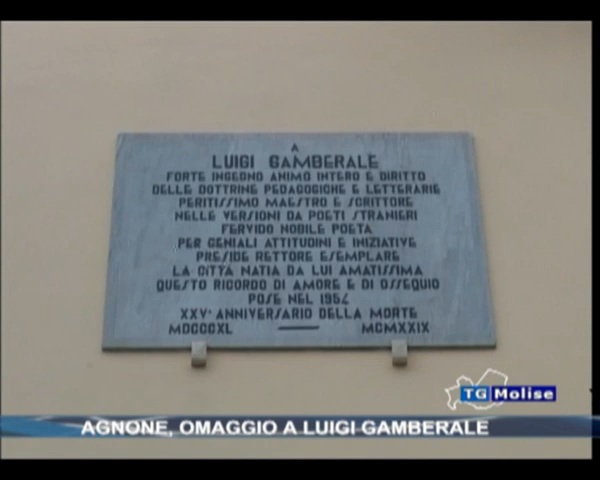 A
LUIGI GAMBERALE
FORTE INGEGNO ANIMO INTERO E DIRITTO
DELLE DOTTRINE PEDAGOGICHE E LETTERARIE
PERITISSIMO MAESTRO E SCRITTORE
NELLE VERSIONI DA POETI STRANIERI
FERVIDO NOBILE POETA
PER GENIALI ATTITUDINI E INIZIATIVE
PRESIDE RETTORE ESEMPLARE
LA CITTÀ NATIA DA LUI AMATISSIMA
QUESTO RICORDO DI AMORE E DI OSSEQUIO
POSE NEL 1954
XXV° ANNIVERSARIO DELLA MORTE
MDCCCXL — MCMXXIX
TG Molise
AGNONE, OMAGGIO A LUIGI GAMBERALE